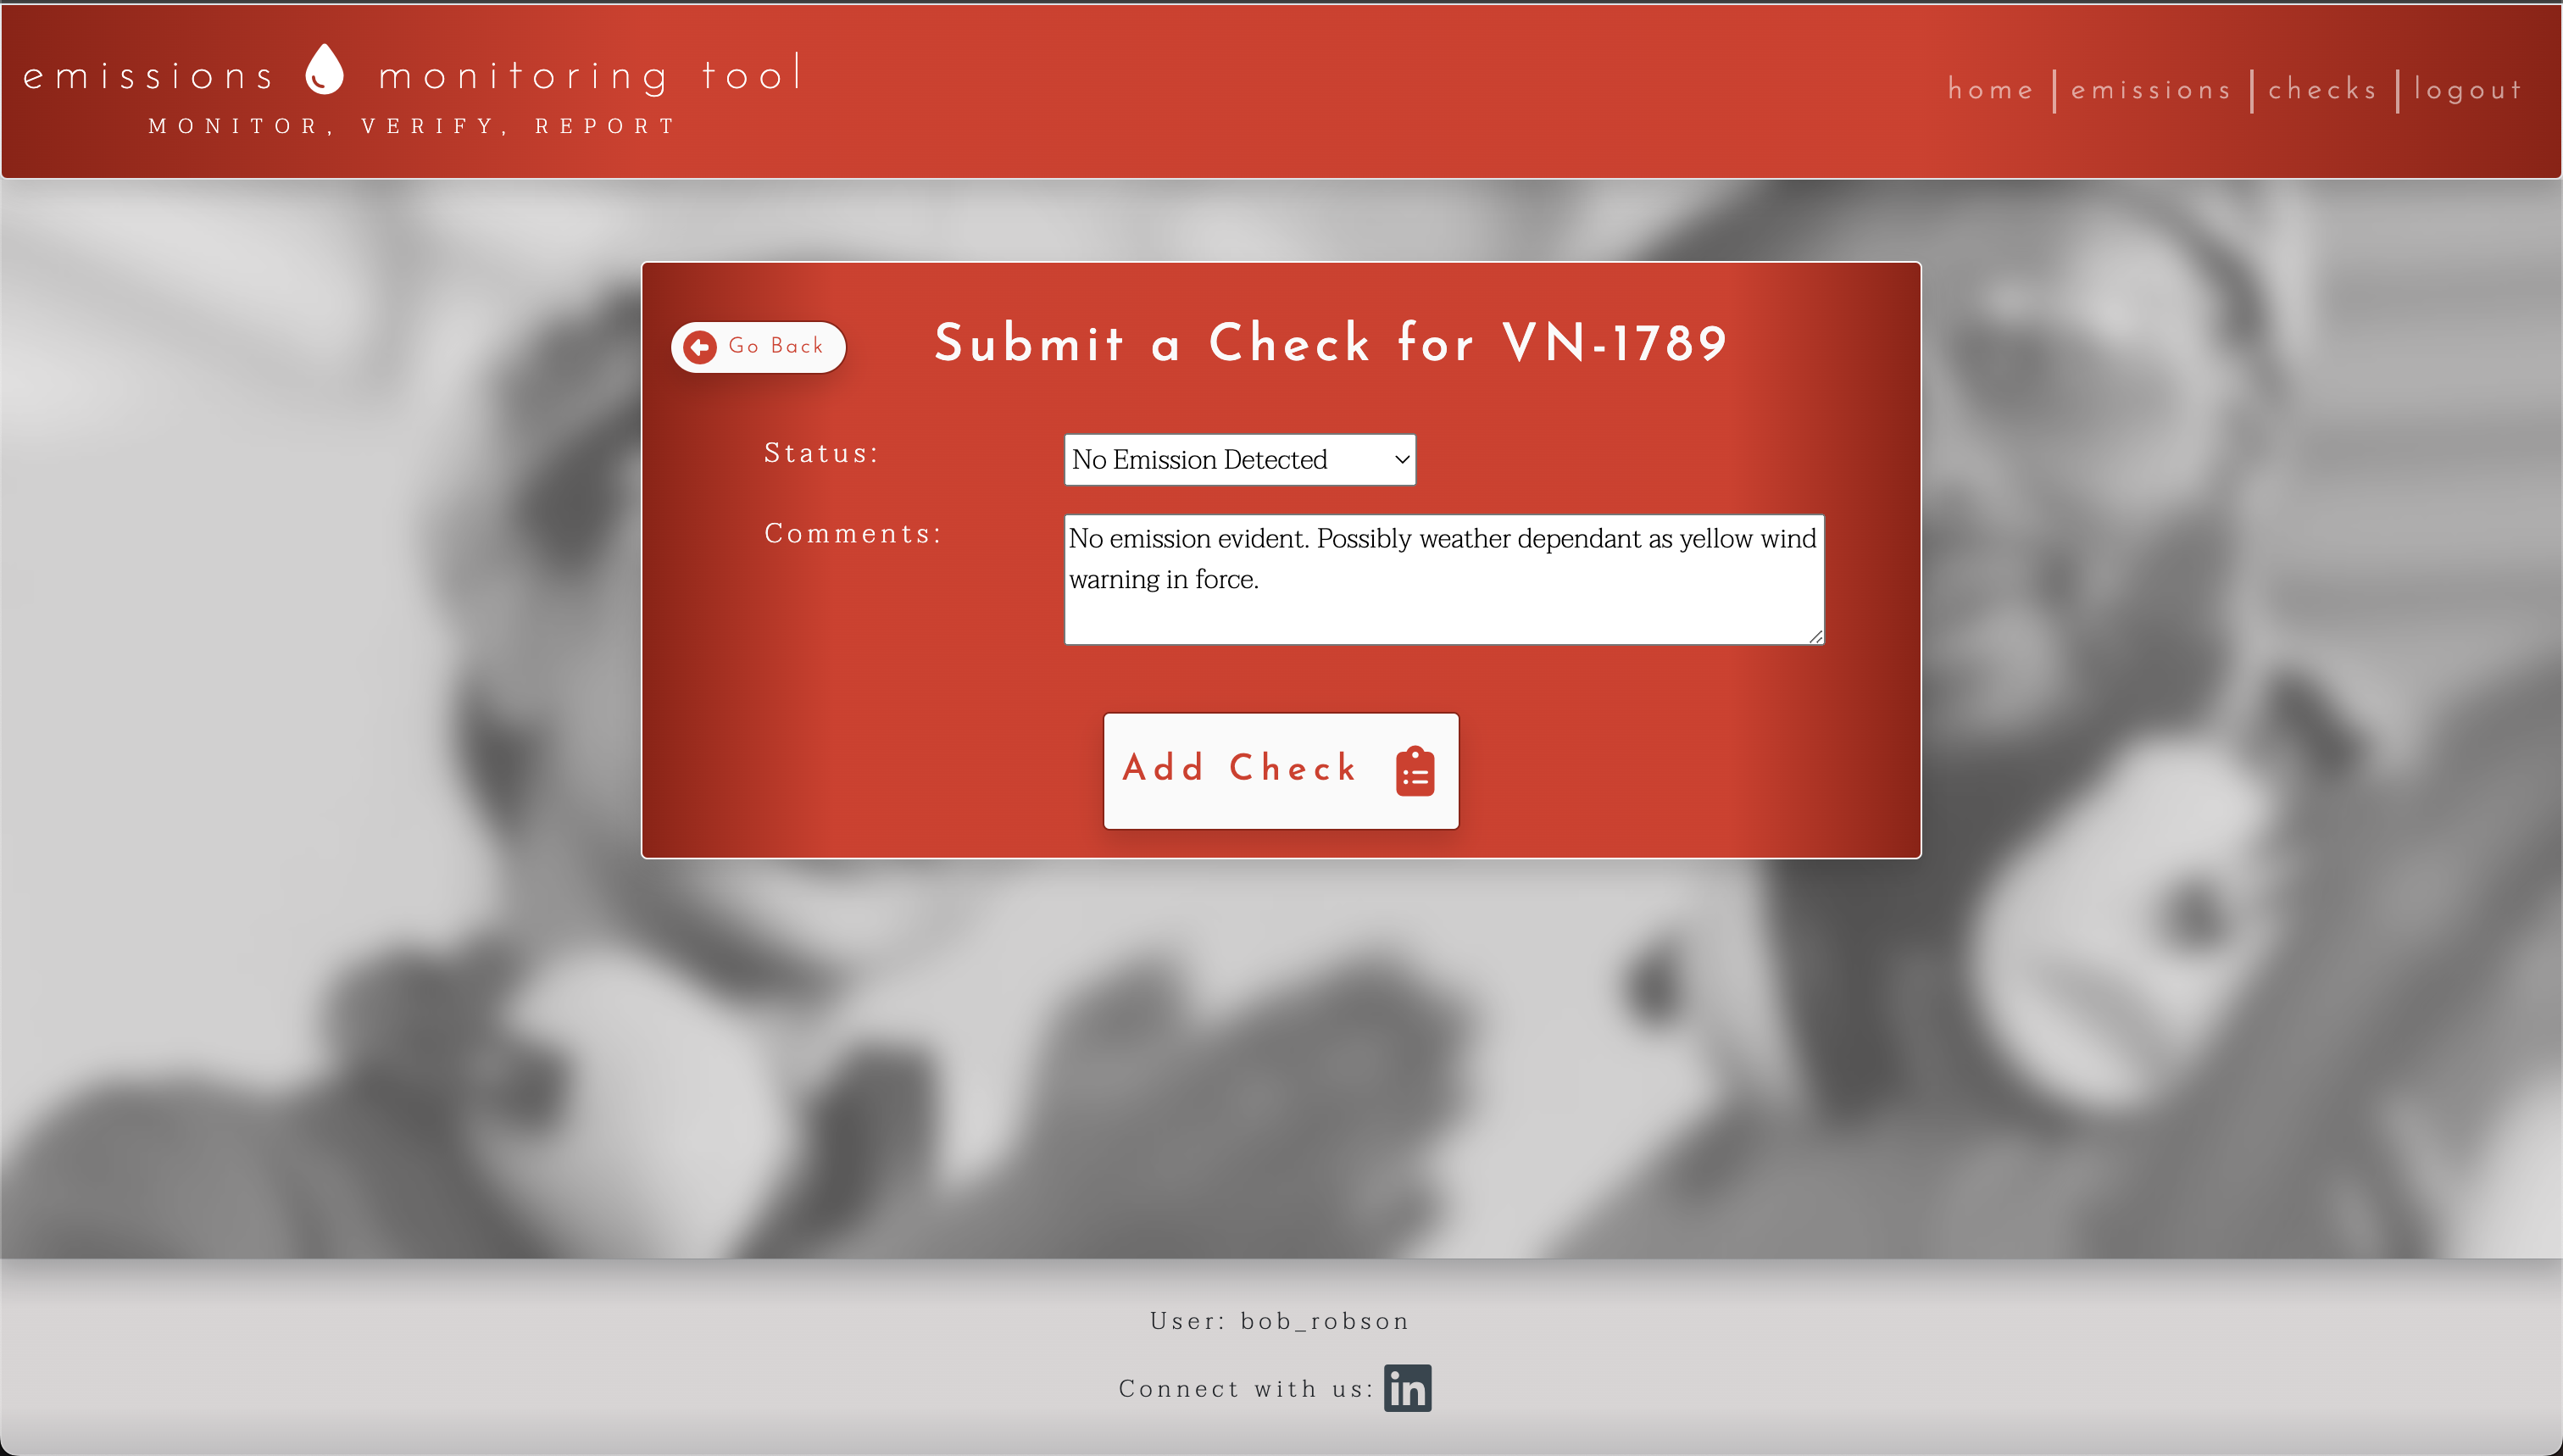 emissions monitoring tool
MONITOR, VERIFY, REPORT
home
emissions
checks
logout
Go Back
Submit a Check for VN-1789
Status:
No Emission Detected
Comments:
No emission evident. Possibly weather dependant as yellow wind
warning in force.
Add Check
User: bob_robson
Connect with us:
in